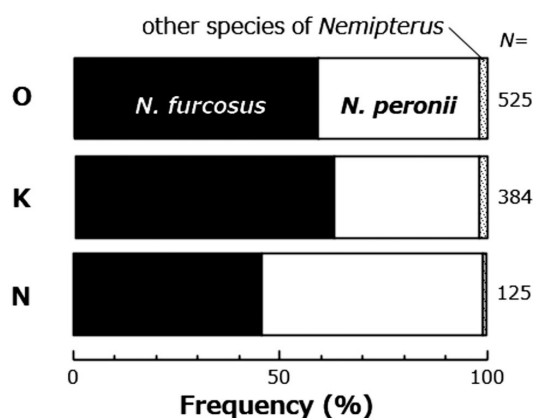 other species of Nemipterus
N=
O
N. furcosus
N. peronii
525
K
384
N
125
0
50
100
Frequency (%)